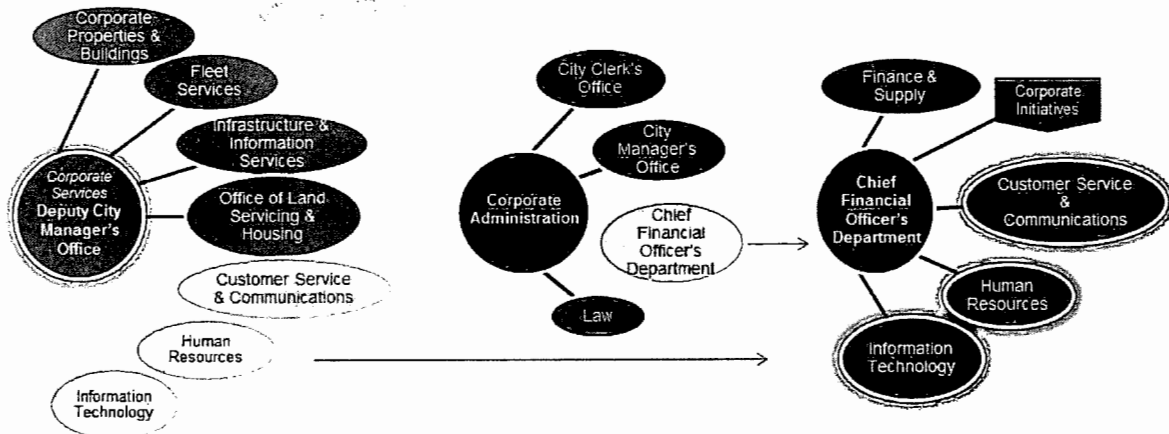 Corporate
Properties &
Buildings
Fleet
Services
Infrastructure &
Information
Services
Corporate
Services
Deputy City
Manager's
Office
Office of Land
Servicing &
Housing
Customer Service
& Communications
Human
Resources
Information
Technology
City Clerk's
Office
City
Manager's
Office
Corporate
Administration
Chief
Financial
Officer's
Department
Law
Finance &
Supply
Corporate
Initiatives
Chief
Financial
Officer's
Department
Customer Service
&
Communications
Human
Resources
Information
Technology